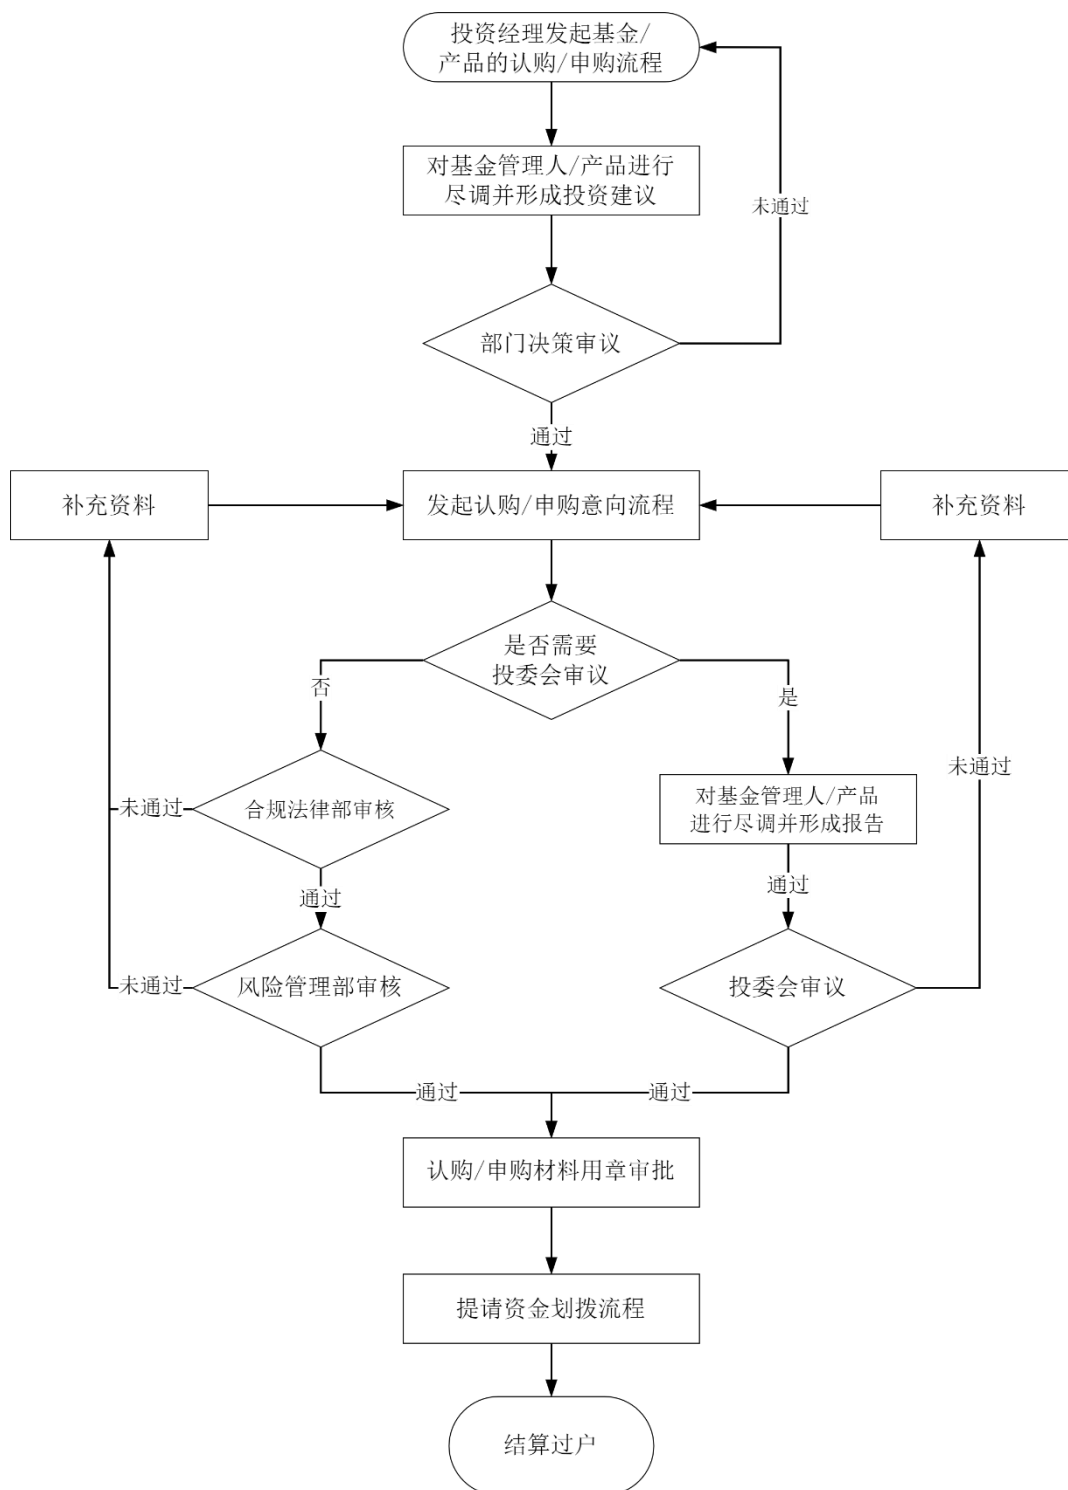 投资经理发起基金/
产品的认购/申购流程
对基金管理人/产品进行
尽调并形成投资建议
未通过
部门决策审议
通过
补充资料
发起认购/申购意向流程
补充资料
是否需要
投委会审议
否
是
未通过
未通过
合规法律部审核
对基金管理人/产品
进行尽调并形成报告
通过
通过
未通过
风险管理部审核
投委会审议
通过
通过
认购/申购材料用章审批
提请资金划拨流程
结算过户